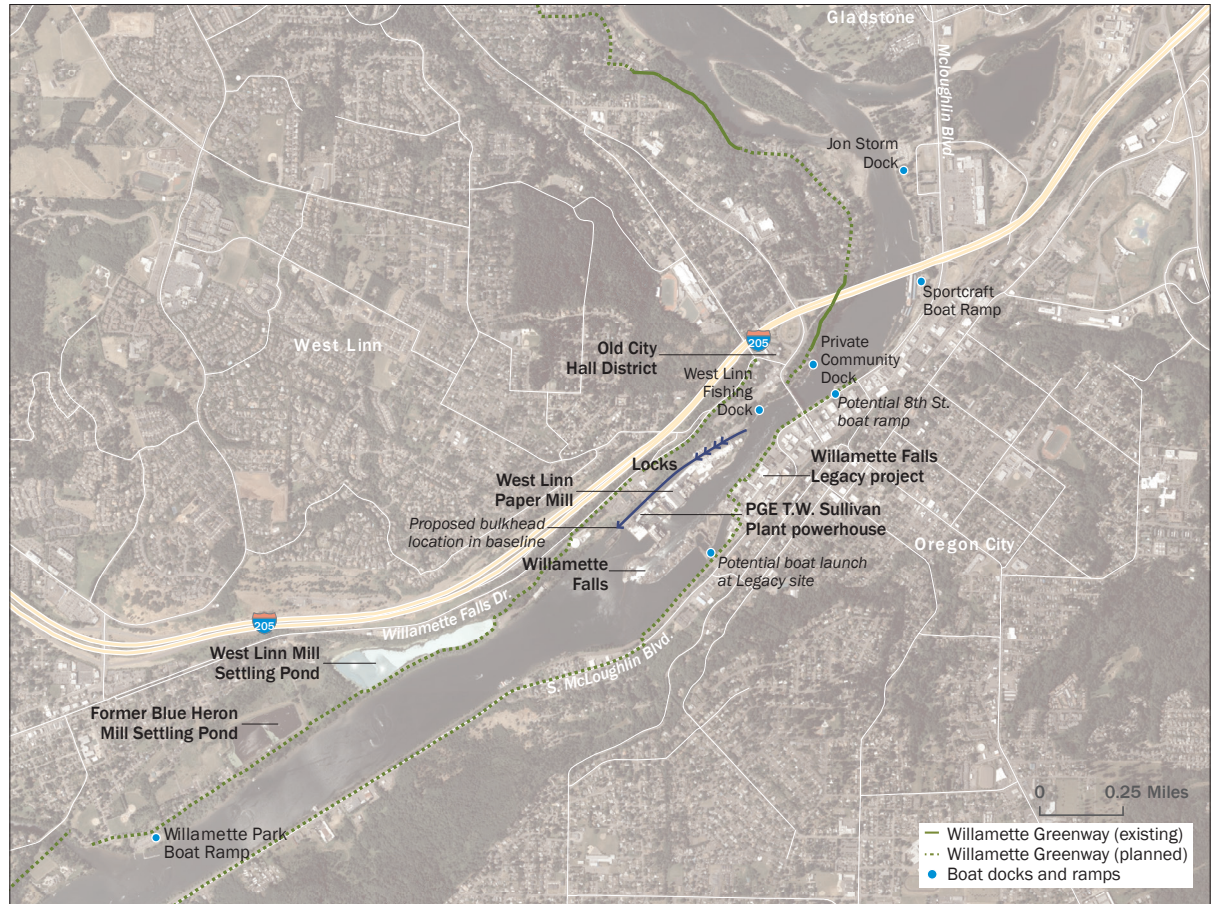 Gladstone
Mcloughlin Blvd
Jon Storm
Dock
Sportcraft
Boat Ramp
West Linn
Old City
Hall District
205
Private
Community
Dock
West Linn
Fishing
Dock
Potential 8th St.
boat ramp
Locks
Willamette Falls
Legacy project
West Linn
Paper Mill
PGE T.W. Sullivan
Plant powerhouse
Proposed bulkhead
location in baseline
Oregon City
Willamette
Falls
Potential boat launch
at Legacy site
205
Willamette Falls Dr.
West Linn Mill
Settling Pond
S. McLoughlin Blvd.
Former Blue Heron
Mill Settling Pond
0 0.25 Miles
Willamette Park
Boat Ramp
Willamette Greenway (existing)
Willamette Greenway (planned)
Boat docks and ramps